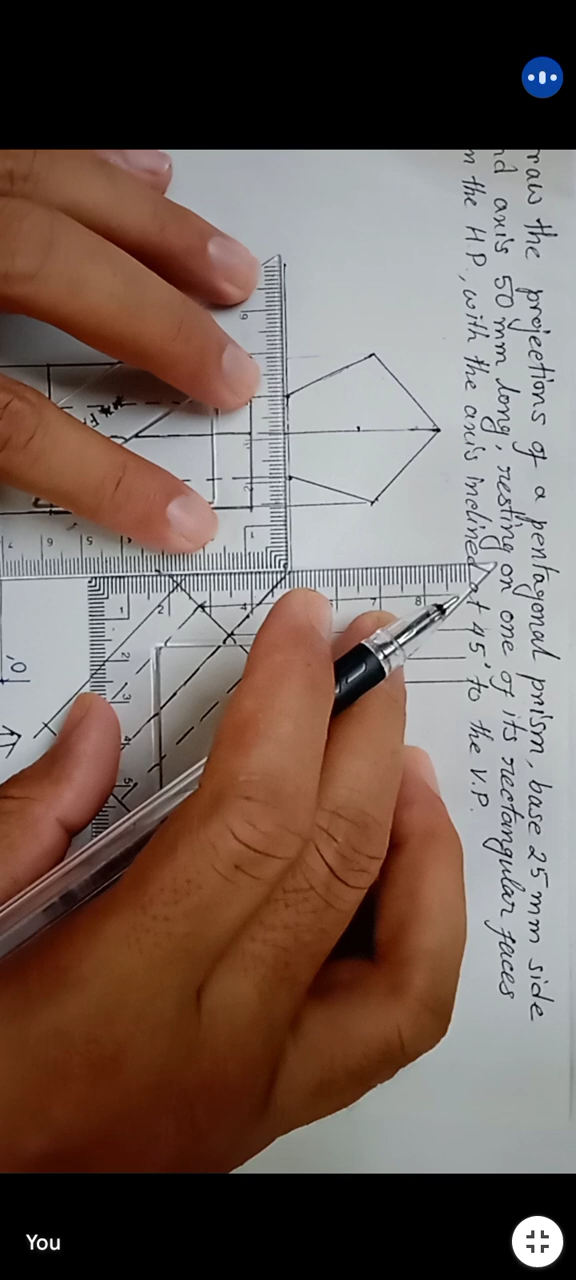 raw the projections of a pentagonal prism, base 25 mm side
nd axis 50 mm long, resting on one of its rectangular faces
n the H.P., with the axis inclined at 45° to the V.P.
You